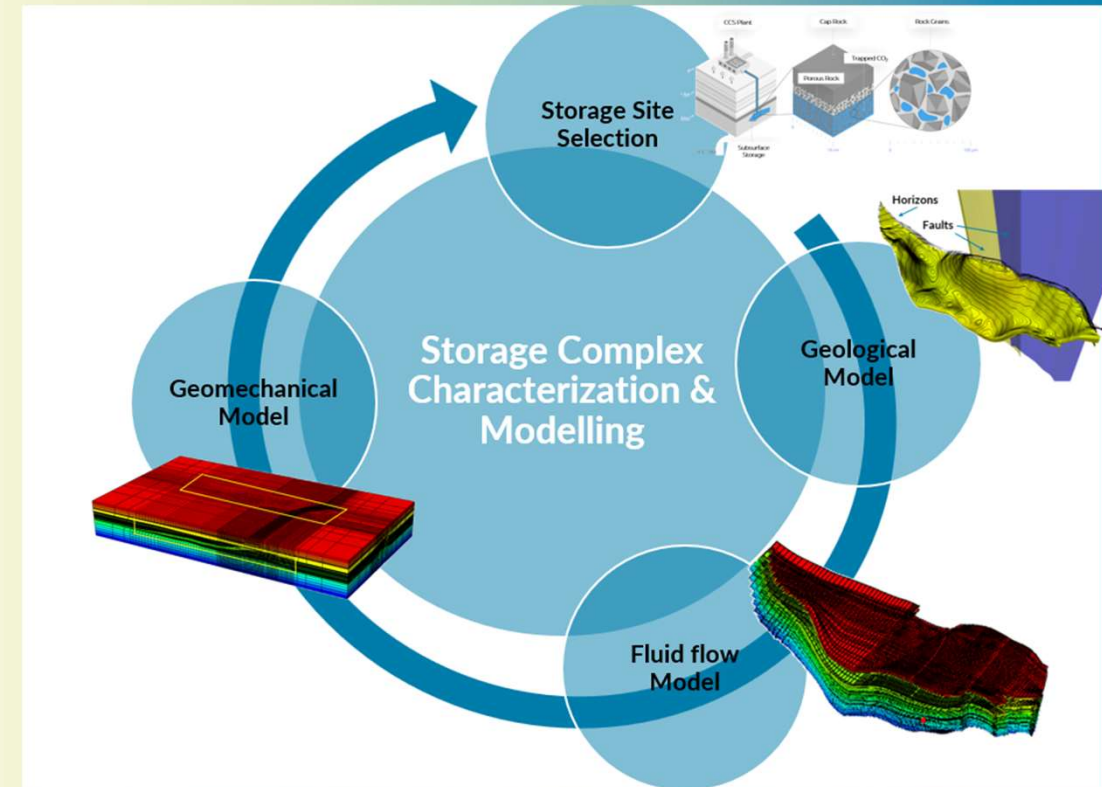 CCS Plant
Cap Rock
Rock Grains
Trapped CO₂
Porous Rock
Subsurface
Storage
Storage Site
Selection
Horizons
Faults
Storage Complex
Characterization &
Modelling
Geological
Model
Geomechanical
Model
Fluid flow
Model